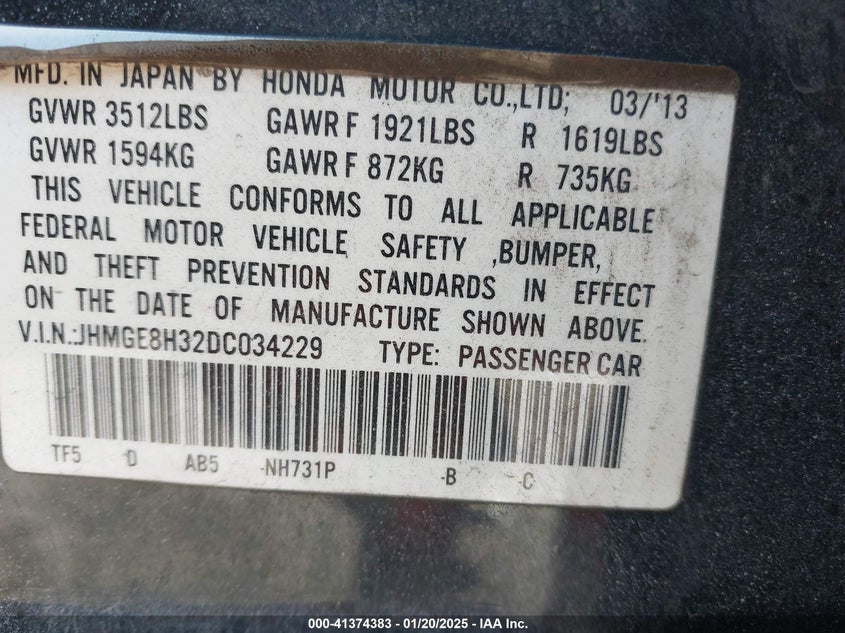 MFD. IN JAPAN BY HONDA MOTOR CO.,LTD; 03/'13
GVWR 3512LBS GAWR F 1921LBS R 1619LBS
GVWR 1594KG GAWR F 872KG R 735KG
THIS VEHICLE CONFORMS TO ALL APPLICABLE
FEDERAL MOTOR VEHICLE SAFETY ,BUMPER,
AND THEFT PREVENTION STANDARDS IN EFFECT
ON THE DATE OF MANUFACTURE SHOWN ABOVE.
V.I.N.:JHMGE8H32DC034229 TYPE: PASSENGER CAR
TF5 -D AB5 -NH731P -B -C
000-41374383 — 01/20/2025 — IAA Inc.